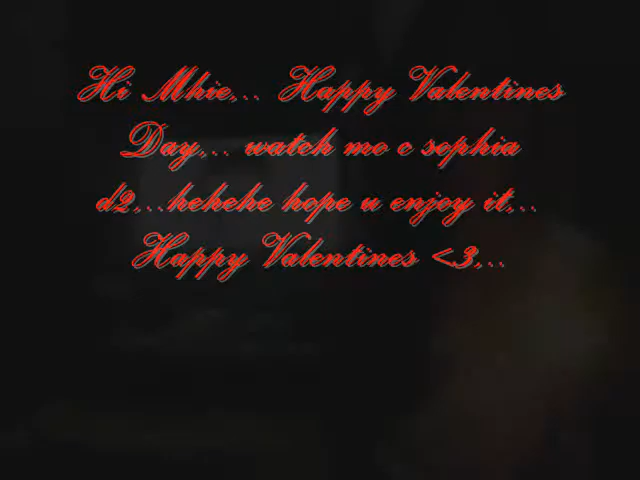 Hi Mhie,.. Happy Valentines
Day,.. watch mo c sophia
d2,..hehehe hope u enjoy it,..
Happy Valentines <3,..